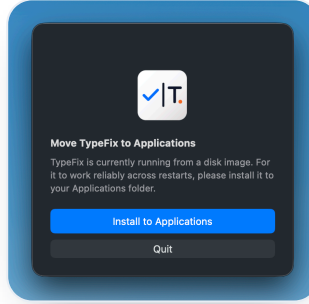 T.
Move TypeFix to Applications
TypeFix is currently running from a disk image. For
it to work reliably across restarts, please install it to
your Applications folder.
Install to Applications
Quit